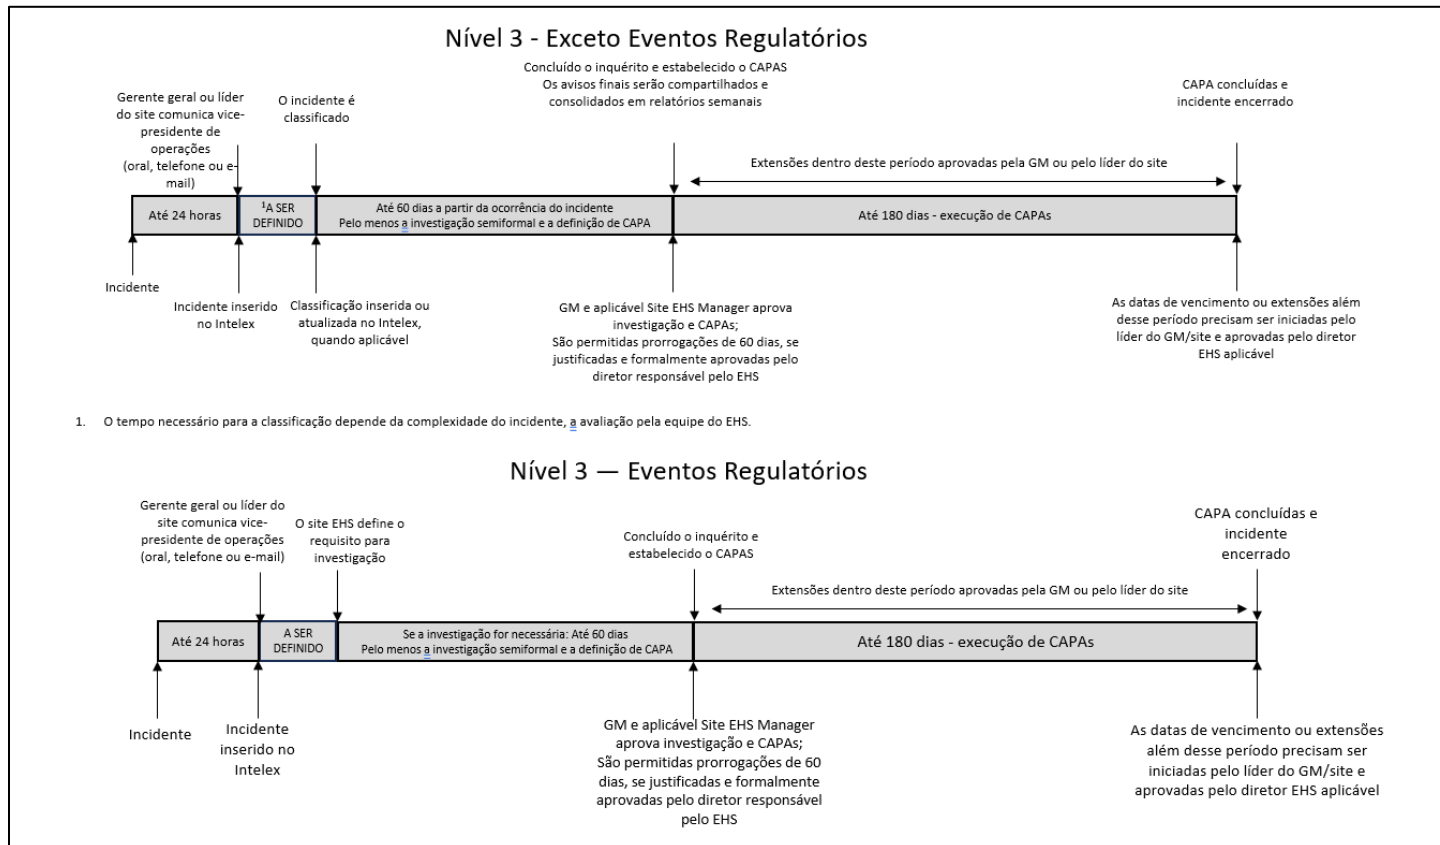 Nível 3 - Exceto Eventos Regulatórios
Concluído o inquérito e estabelecido o CAPAS
Os avisos finais serão compartilhados e
consolidados em relatórios semanais
Gerente geral ou líder
do site comunica vice-
presidente de
operações
(oral, telefone ou e-
mail)
O incidente é
classificado
CAPA concluídas e
incidente encerrado
Extensões dentro deste período aprovadas pela GM ou pelo líder do site
Até 24 horas
¹A SER
DEFINIDO
Até 60 dias a partir da ocorrência do incidente
Pelo menos a investigação semiformal e a definição de CAPA
Até 180 dias - execução de CAPAs
Incidente
Incidente inserido
no Intelex
Classificação inserida ou
atualizada no Intelex,
quando aplicável
GM e aplicável Site EHS Manager aprova
investigação e CAPAs;
São permitidas prorrogações de 60 dias, se
justificadas e formalmente aprovadas pelo
diretor responsável pelo EHS
As datas de vencimento ou extensões além
desse período precisam ser iniciadas pelo
líder do GM/site e aprovadas pelo diretor
EHS aplicável
1. O tempo necessário para a classificação depende da complexidade do incidente, a avaliação pela equipe do EHS.
Nível 3 — Eventos Regulatórios
Gerente geral ou líder do
site comunica vice-
presidente de operações
(oral, telefone ou e-mail)
O site EHS define o
requisito para
investigação
Concluído o inquérito e
estabelecido o CAPAS
CAPA concluídas e
incidente
encerrado
Extensões dentro deste período aprovadas pela GM ou pelo líder do site
Até 24 horas
A SER
DEFINIDO
Se a investigação for necessária: Até 60 dias
Pelo menos a investigação semiformal e a definição de CAPA
Até 180 dias - execução de CAPAs
Incidente
Incidente
inserido no
Intelex
GM e aplicável Site EHS Manager
aprova investigação e CAPAs;
São permitidas prorrogações de 60
dias, se justificadas e formalmente
aprovadas pelo diretor responsável
pelo EHS
As datas de vencimento ou extensões
além desse período precisam ser
iniciadas pelo líder do GM/site e
aprovadas pelo diretor EHS aplicável